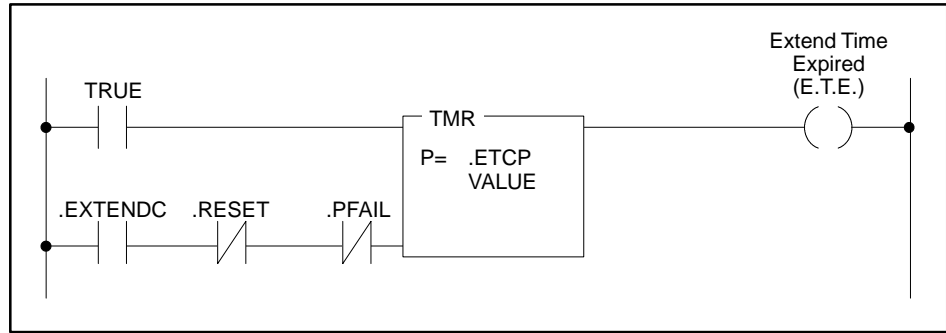 Extend Time
Expired
(E.T.E.)
TRUE
TMR
P= .ETCP
VALUE
.EXTENDC .RESET .PFAIL